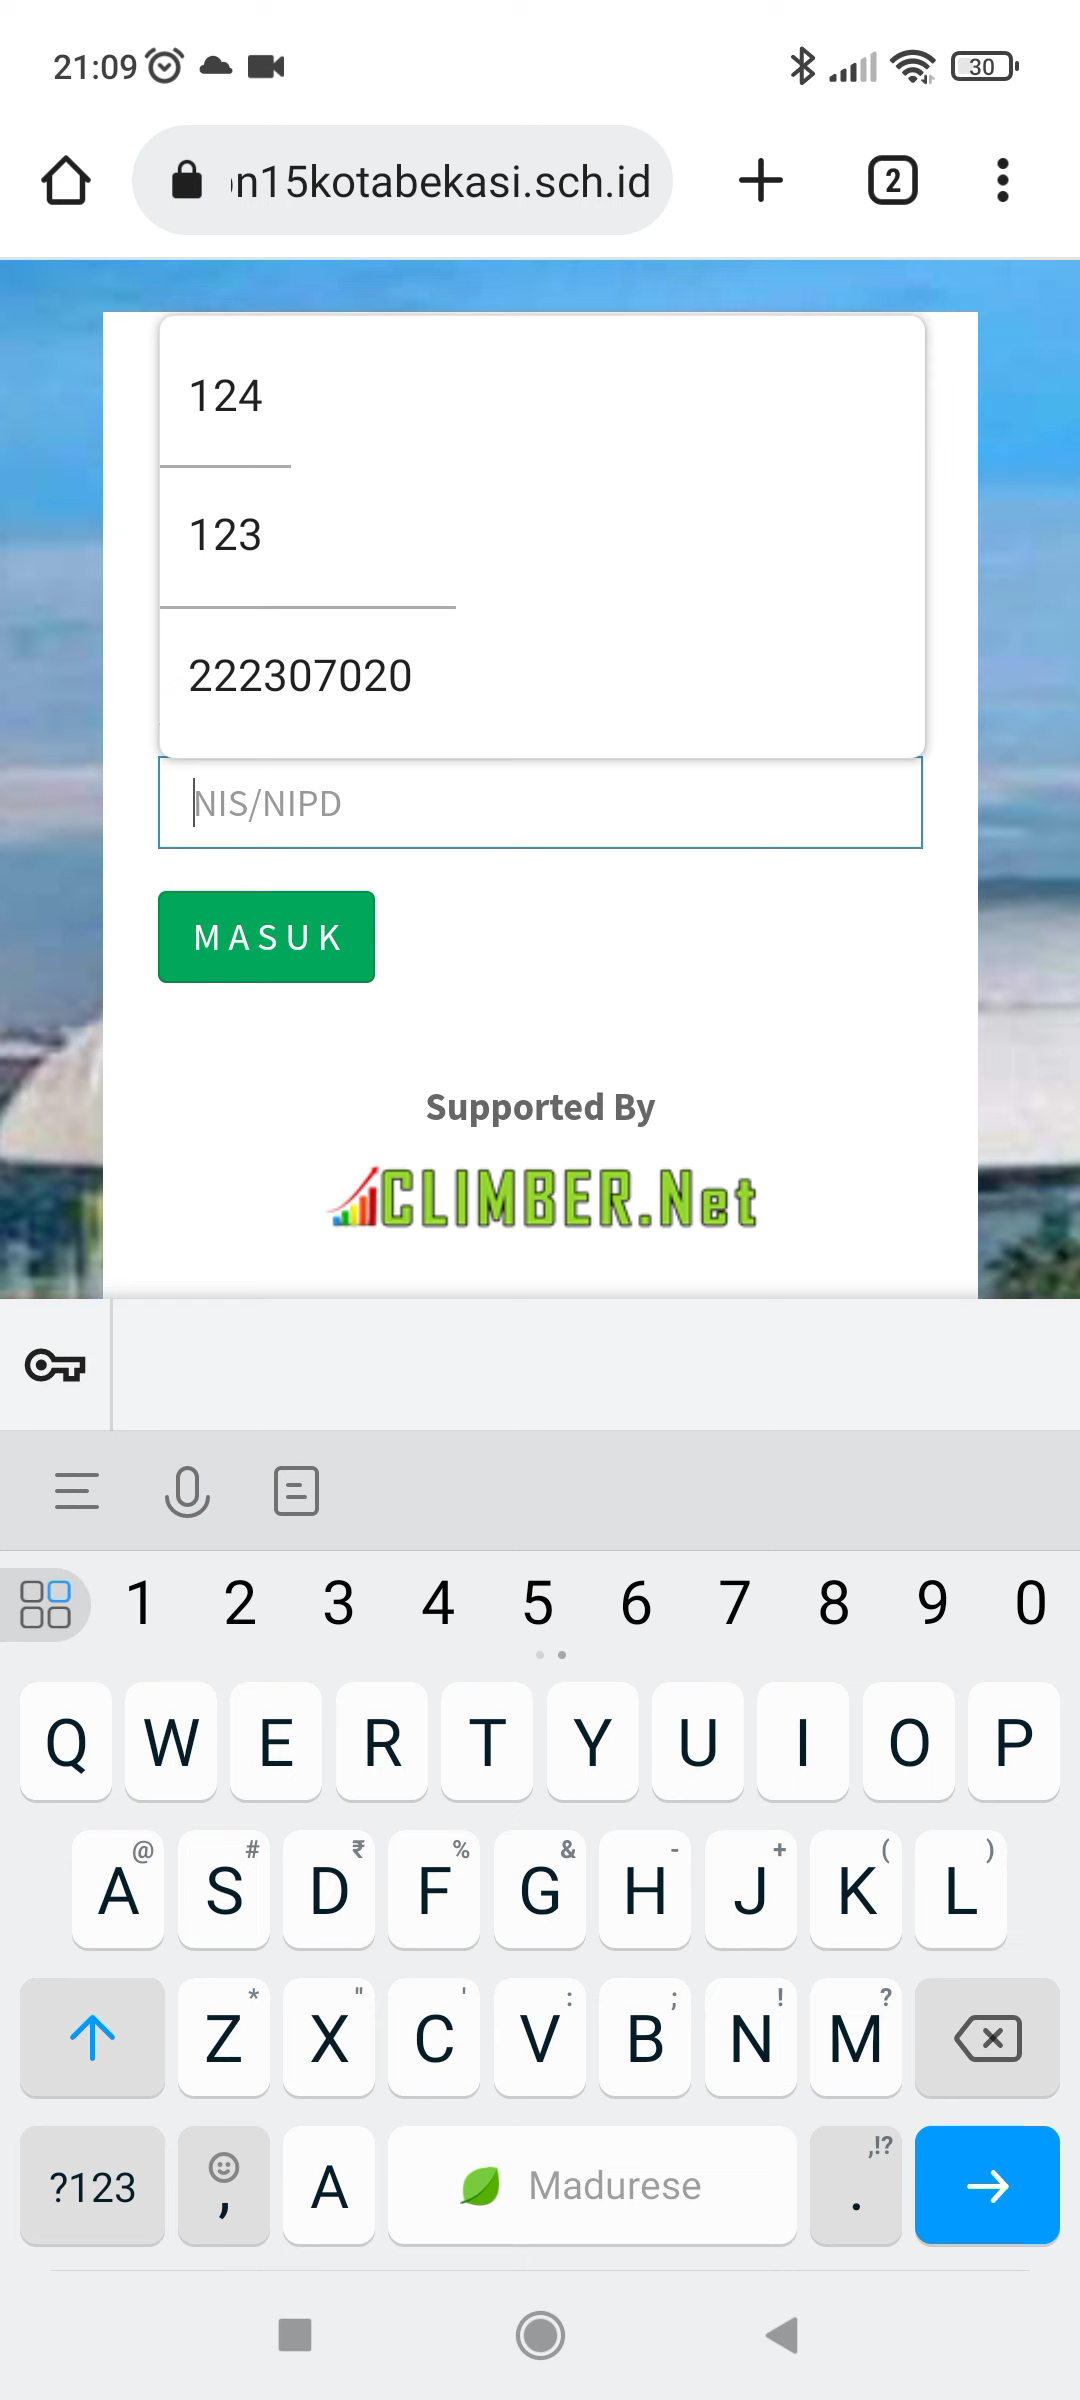 21:09
30
n15kotabekasi.sch.id
2
124
123
222307020
NIS/NIPD
MASUK
Supported By
CLIMBER.Net
1 2 3 4 5 6 7 8 9 0
Q W E R T Y U I O P
@ # ₹ % & - + ( )
A S D F G H J K L
* " ' : ; ! ?
Z X C V B N M
,!?
?123 , A Madurese .